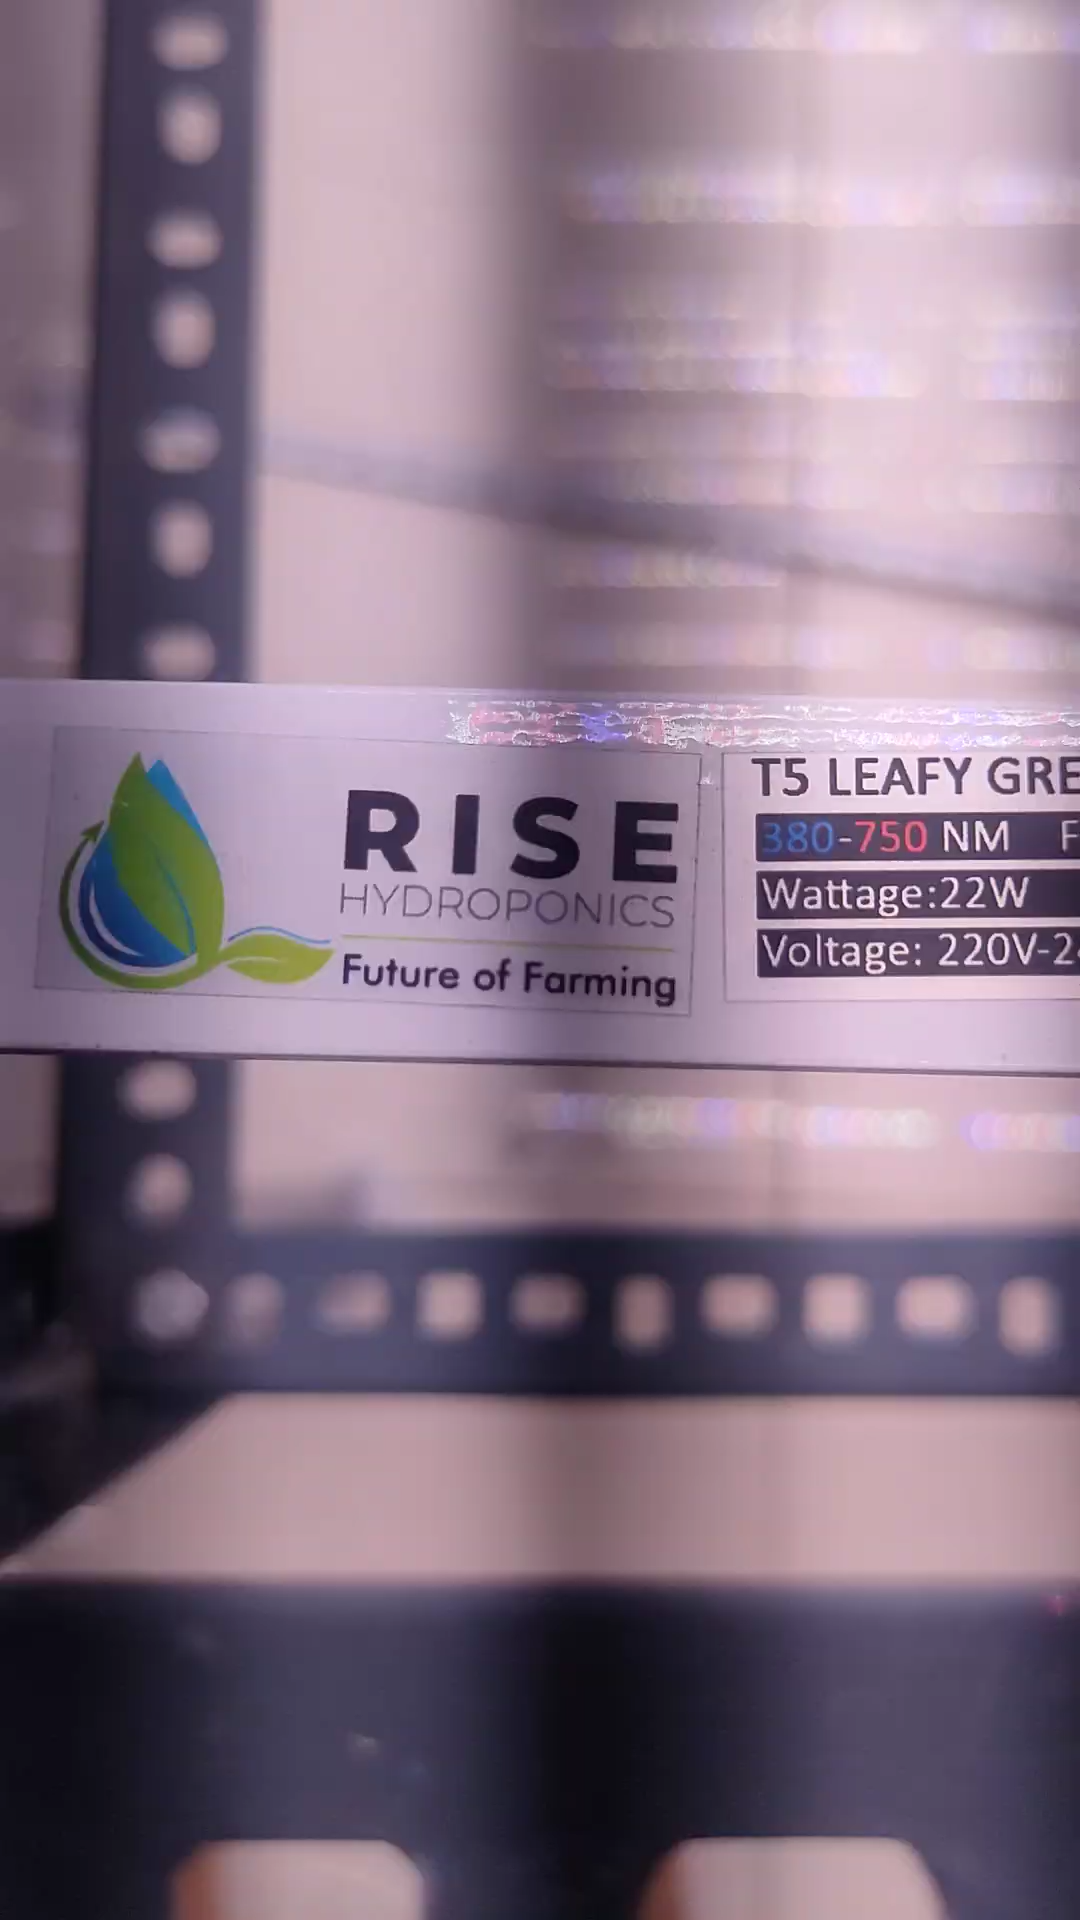 RISE
HYDROPONICS
Future of Farming
T5 LEAFY GRE
380-750 NM F
Wattage:22W
Voltage: 220V-2